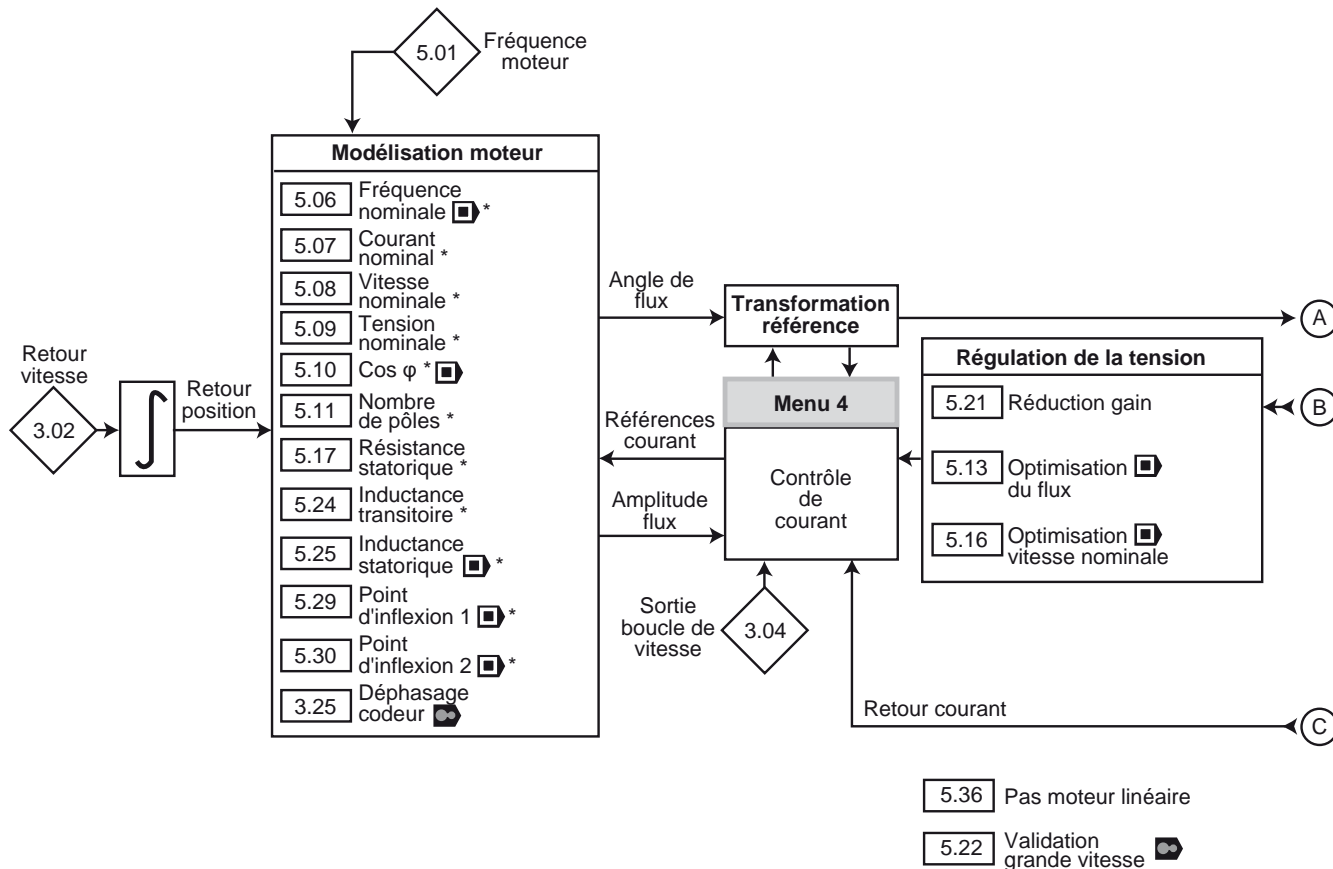 5.01
Fréquence
moteur
Modélisation moteur
5.06 Fréquence
nominale *
5.07 Courant
nominal *
5.08 Vitesse
nominale *
5.09 Tension
nominale *
5.10 Cos φ *
5.11 Nombre
de pôles *
5.17 Résistance
statorique *
5.24 Inductance
transitoire *
5.25 Inductance
statorique *
5.29 Point
d'inflexion 1 *
5.30 Point
d'inflexion 2 *
3.25 Déphasage
codeur
Retour
vitesse
3.02
∫
Retour
position
Angle de
flux
Références
courant
Amplitude
flux
Transformation
référence
Menu 4
Contrôle
de
courant
Sortie
boucle de
vitesse
3.04
A
Régulation de la tension
5.21 Réduction gain
5.13 Optimisation
du flux
5.16 Optimisation
vitesse nominale
B
Retour courant
C
5.36 Pas moteur linéaire
5.22 Validation
grande vitesse